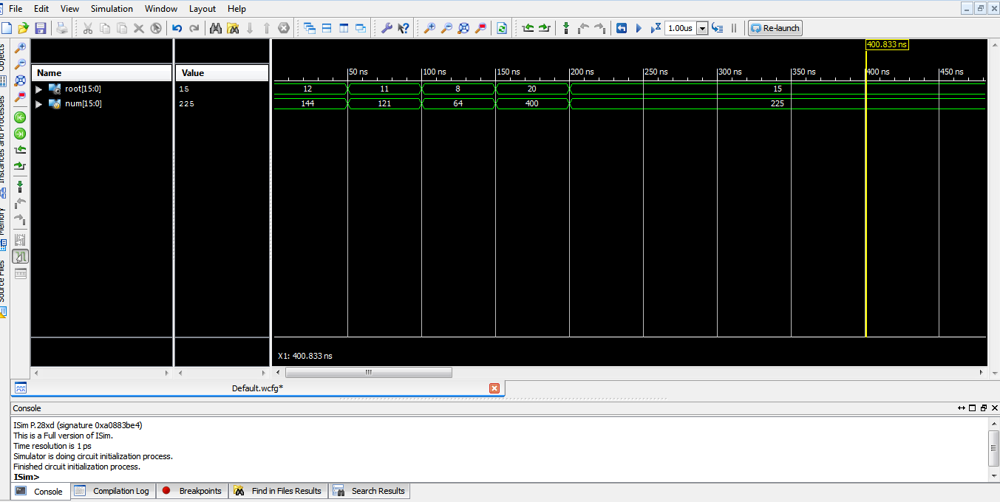 File Edit View Simulation Window Layout Help
1.00us Re-launch
400.833 ns
Objects
Instances and Processes
Memory
Source Files
Name Value
50 ns 100 ns 150 ns 200 ns 250 ns 300 ns 350 ns 400 ns 450 ns
root[15:0] 15 12 11 8 20 15
num[15:0] 225 144 121 64 400 225
X1: 400.833 ns
Default.wcfg*
Console
ISim P.28xd (signature 0xa0883be4)
This is a Full version of ISim.
Time resolution is 1 ps
Simulator is doing circuit initialization process.
Finished circuit initialization process.
ISim>
Console Compilation Log Breakpoints Find in Files Results Search Results